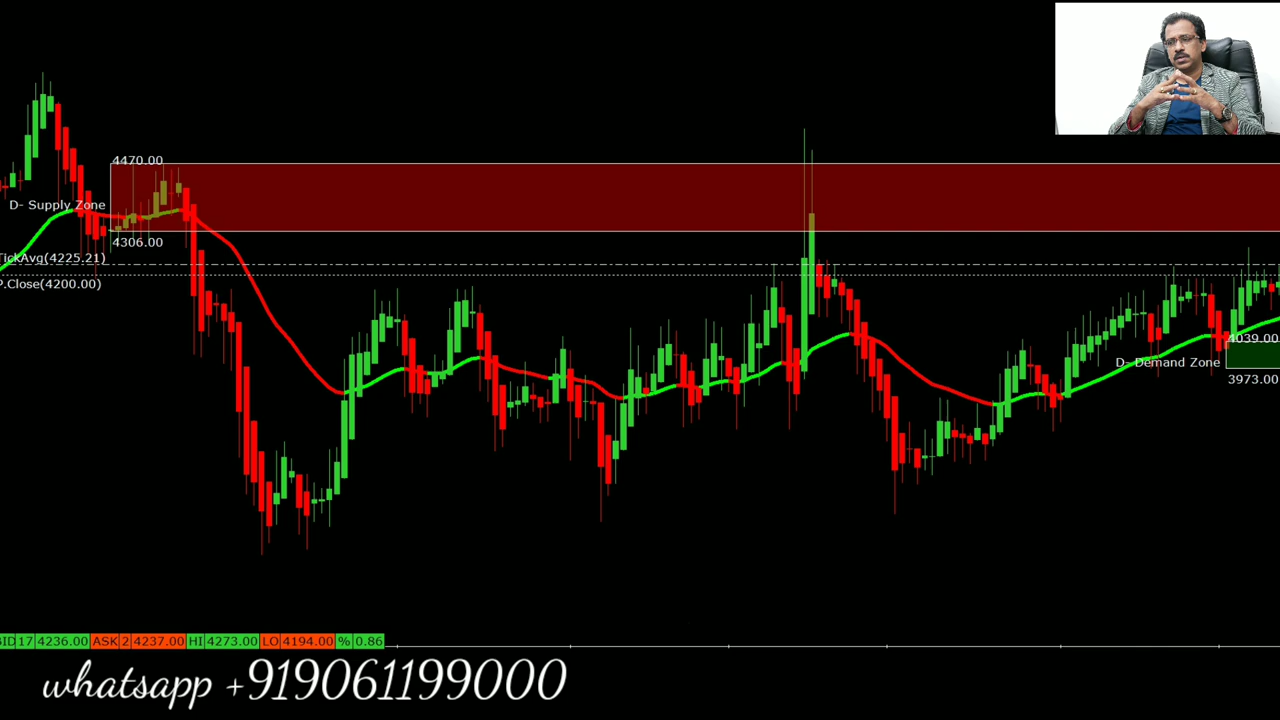 4470.00
D- Supply Zone
4306.00
TickAvg(4225.21)
P.Close(4200.00)
4039.00
D- Demand Zone
3973.00
BID 17 4236.00 ASK 2 4237.00 HI 4273.00 LO 4194.00 % 0.86
whatsapp +919061199000